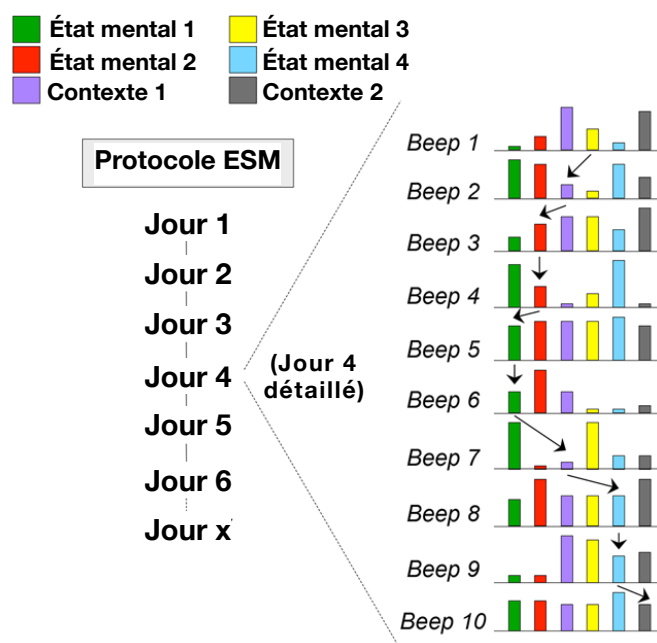 État mental 1
État mental 3
État mental 2
État mental 4
Contexte 1
Contexte 2
Protocole ESM
Jour 1
Jour 2
Jour 3
Jour 4
Jour 5
Jour 6
Jour x
(Jour 4
détaillé)
Beep 1
Beep 2
Beep 3
Beep 4
Beep 5
Beep 6
Beep 7
Beep 8
Beep 9
Beep 10